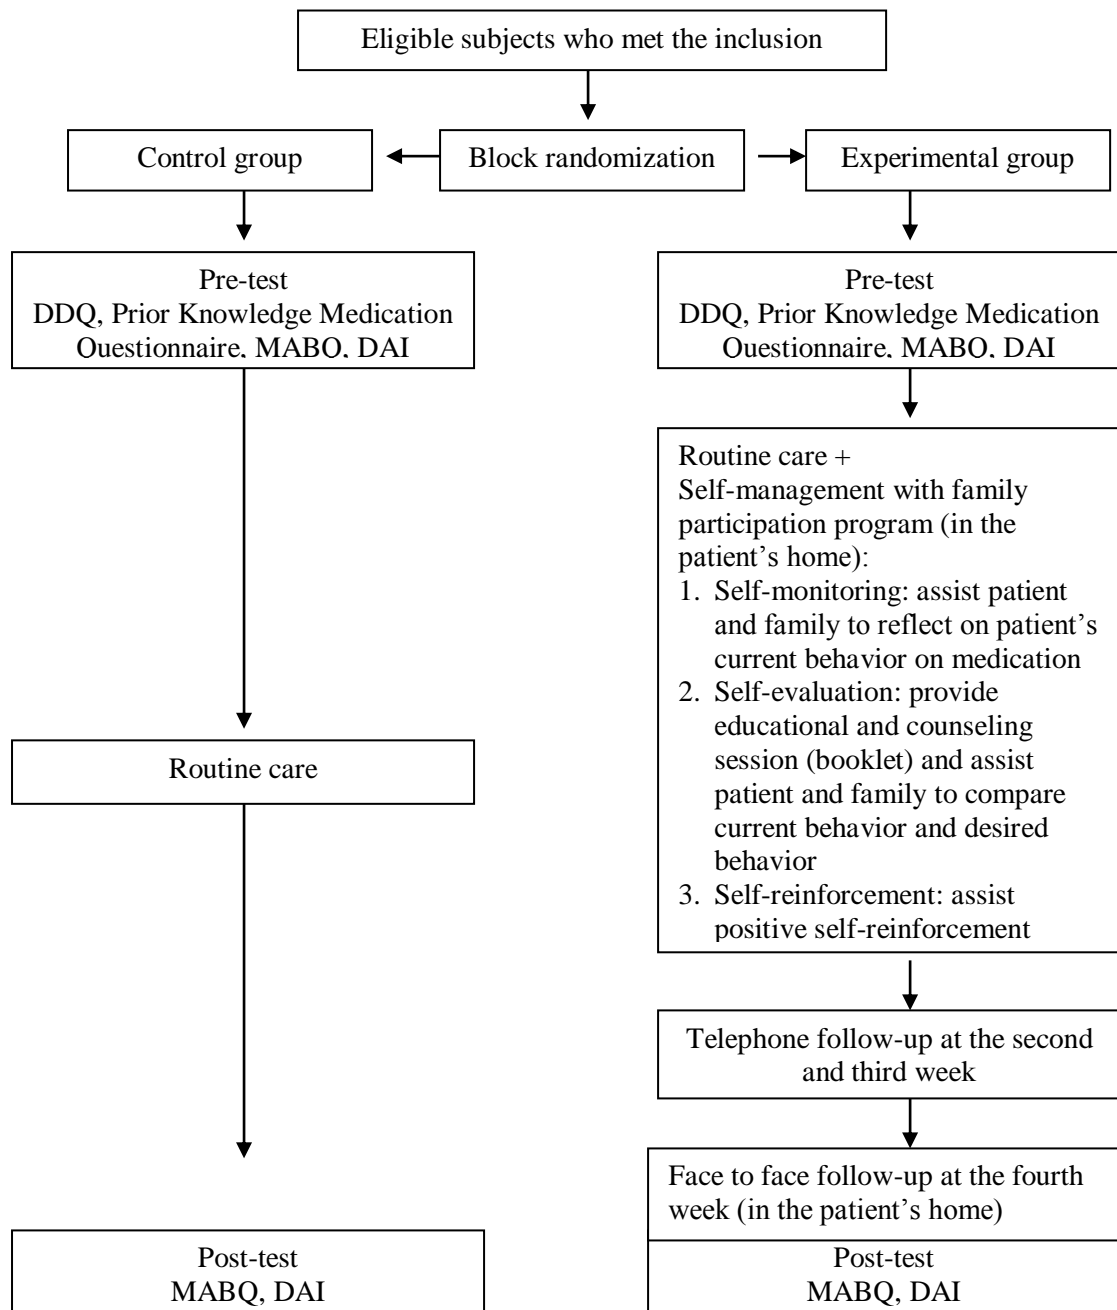 Eligible subjects who met the inclusion
Control group
Block randomization
Experimental group
Pre-test
DDQ, Prior Knowledge Medication
Questionnaire, MABQ, DAI
Pre-test
DDQ, Prior Knowledge Medication
Questionnaire, MABQ, DAI
Routine care +
Self-management with family
participation program (in the
patient's home):
1. Self-monitoring: assist patient
and family to reflect on patient's
current behavior on medication
2. Self-evaluation: provide
educational and counseling
session (booklet) and assist
patient and family to compare
current behavior and desired
behavior
3. Self-reinforcement: assist
positive self-reinforcement
Routine care
Telephone follow-up at the second
and third week
Face to face follow-up at the fourth
week (in the patient's home)
Post-test
MABQ, DAI
Post-test
MABQ, DAI